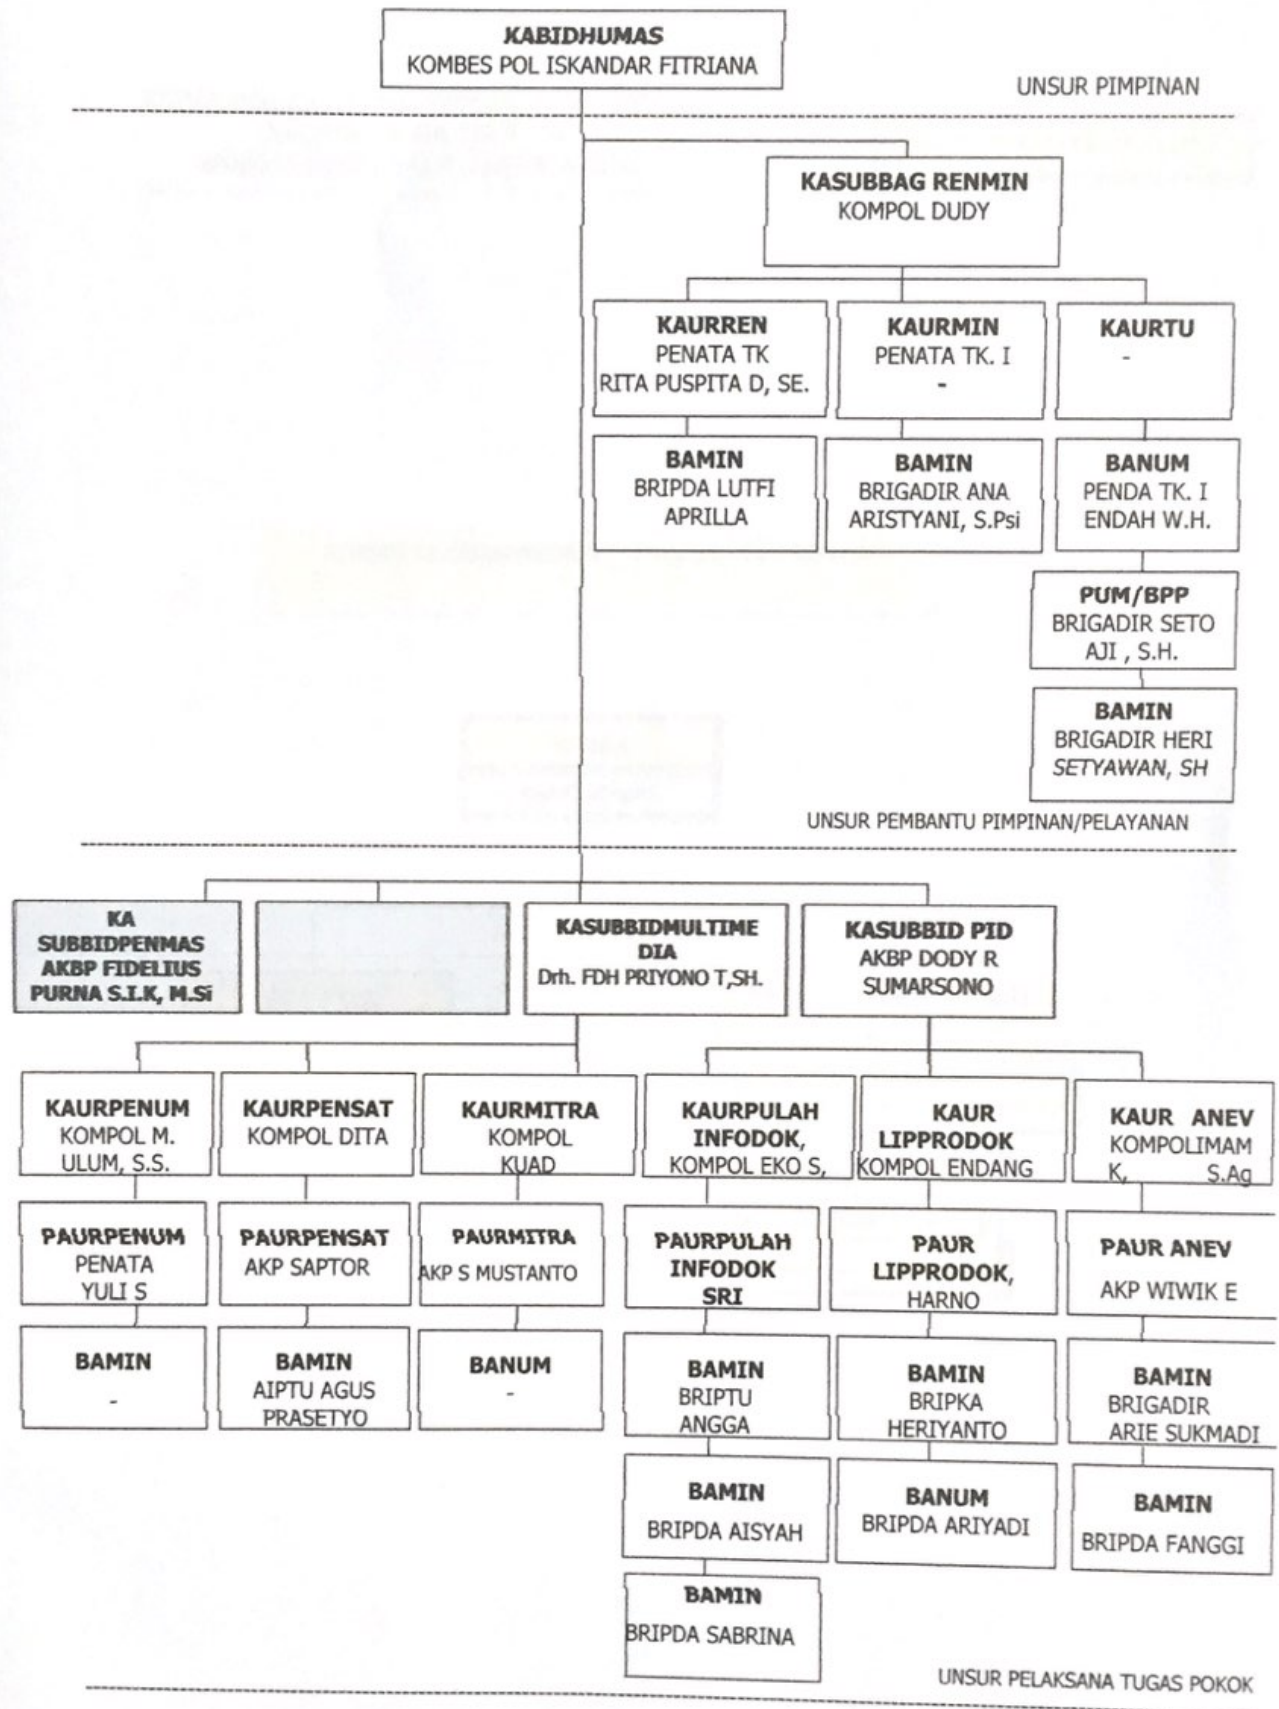 KABIDHUMAS
KOMBES POL ISKANDAR FITRIANA
UNSUR PIMPINAN
KASUBBAG RENMIN
KOMPOL DUDY
KAURREN
PENATA TK
RITA PUSPITA D, SE.
KAURMIN
PENATA TK. I
-
KAURTU
-
BAMIN
BRIPDA LUTFI
APRILLA
BAMIN
BRIGADIR ANA
ARISTYANI, S.Psi
BANUM
PENDA TK. I
ENDAH W.H.
PUM/BPP
BRIGADIR SETO
AJI , S.H.
BAMIN
BRIGADIR HERI
SETYAWAN, SH
UNSUR PEMBANTU PIMPINAN/PELAYANAN
KA
SUBBIDPENMAS
AKBP FIDELIUS
PURNA S.I.K, M.Si
KASUBBIDMULTIME
DIA
Drh. FDH PRIYONO T,SH.
KASUBBID PID
AKBP DODY R
SUMARSONO
KAURPENUM
KOMPOL M.
ULUM, S.S.
KAURPENSAT
KOMPOL DITA
KAURMITRA
KOMPOL
KUAD
KAURPULAH
INFODOK,
KOMPOL EKO S,
KAUR
LIPPRODOK
KOMPOL ENDANG
KAUR ANEV
KOMPOLIMAM
K, S.Ag
PAURPENUM
PENATA
YULI S
PAURPENSAT
AKP SAPTOR
PAURMITRA
AKP S MUSTANTO
PAURPULAH
INFODOK
SRI
PAUR
LIPPRODOK,
HARNO
PAUR ANEV
AKP WIWIK E
BAMIN
-
BAMIN
AIPTU AGUS
PRASETYO
BANUM
-
BAMIN
BRIPTU
ANGGA
BAMIN
BRIPKA
HERIYANTO
BAMIN
BRIGADIR
ARIE SUKMADI
BAMIN
BRIPDA AISYAH
BANUM
BRIPDA ARIYADI
BAMIN
BRIPDA FANGGI
BAMIN
BRIPDA SABRINA
UNSUR PELAKSANA TUGAS POKOK